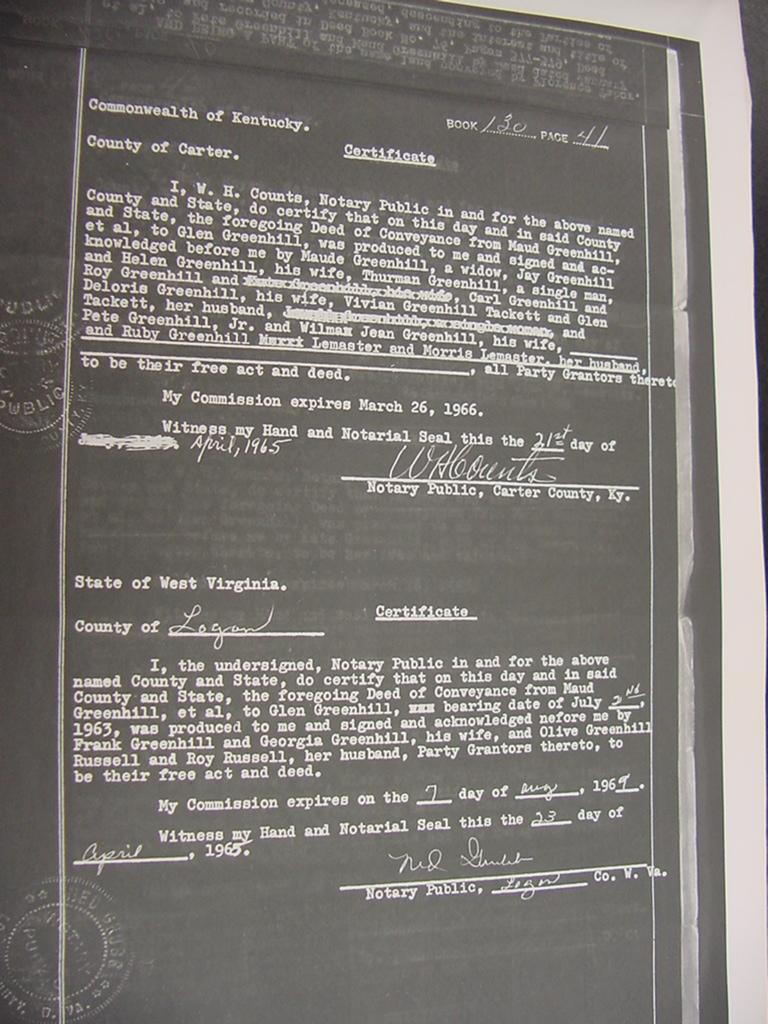 Commonwealth of Kentucky.
BOOK 130 PAGE 41
County of Carter.
Certificate
I, W. H. Counts, Notary Public in and for the above named
County and State, do certify that on this day and in said County
and State, the foregoing Deed of Conveyance from Maud Greenhill,
et al, to Glen Greenhill, was produced to me and signed and ac-
knowledged before me by Maude Greenhill, a widow, Jay Greenhill
and Helen Greenhill, his wife, Thurman Greenhill, a single man,
Roy Greenhill and Carl Greenhill and
Deloris Greenhill, his wife, Vivian Greenhill Tackett and Glen
Tackett, her husband, and
Pete Greenhill, Jr. and Wilmax Jean Greenhill, his wife,
and Ruby Greenhill Lemaster and Morris Lemaster, her husband,
, all Party Grantors thereto
to be their free act and deed.
My Commission expires March 26, 1966.
Witness my Hand and Notarial Seal this the 21st day of
April, 1965
WHCounts
Notary Public, Carter County, Ky.
State of West Virginia.
Certificate
County of Logan
I, the undersigned, Notary Public in and for the above
named County and State, do certify that on this day and in said
County and State, the foregoing Deed of Conveyance from Maud
Greenhill, et al, to Glen Greenhill, xxx bearing date of July 2nd,
1963, was produced to me and signed and acknowledged nefore me by
Frank Greenhill and Georgia Greenhill, his wife, and Olive Greenhill
Russell and Roy Russell, her husband, Party Grantors thereto, to
be their free act and deed.
My Commission expires on the 7 day of Aug, 1969.
Witness my Hand and Notarial Seal this the 23 day of
April, 1965.
Notary Public, Logan Co. W. Va.